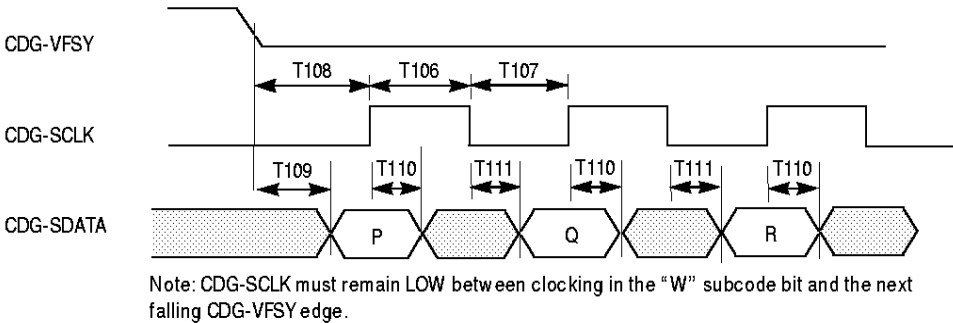 CDG-VFSY
T108 T106 T107
CDG-SCLK
T109 T110 T111 T110 T111 T110
CDG-SDATA
P Q R
Note: CDG-SCLK must remain LOW between clocking in the “W” subcode bit and the next
falling CDG-VFSY edge.